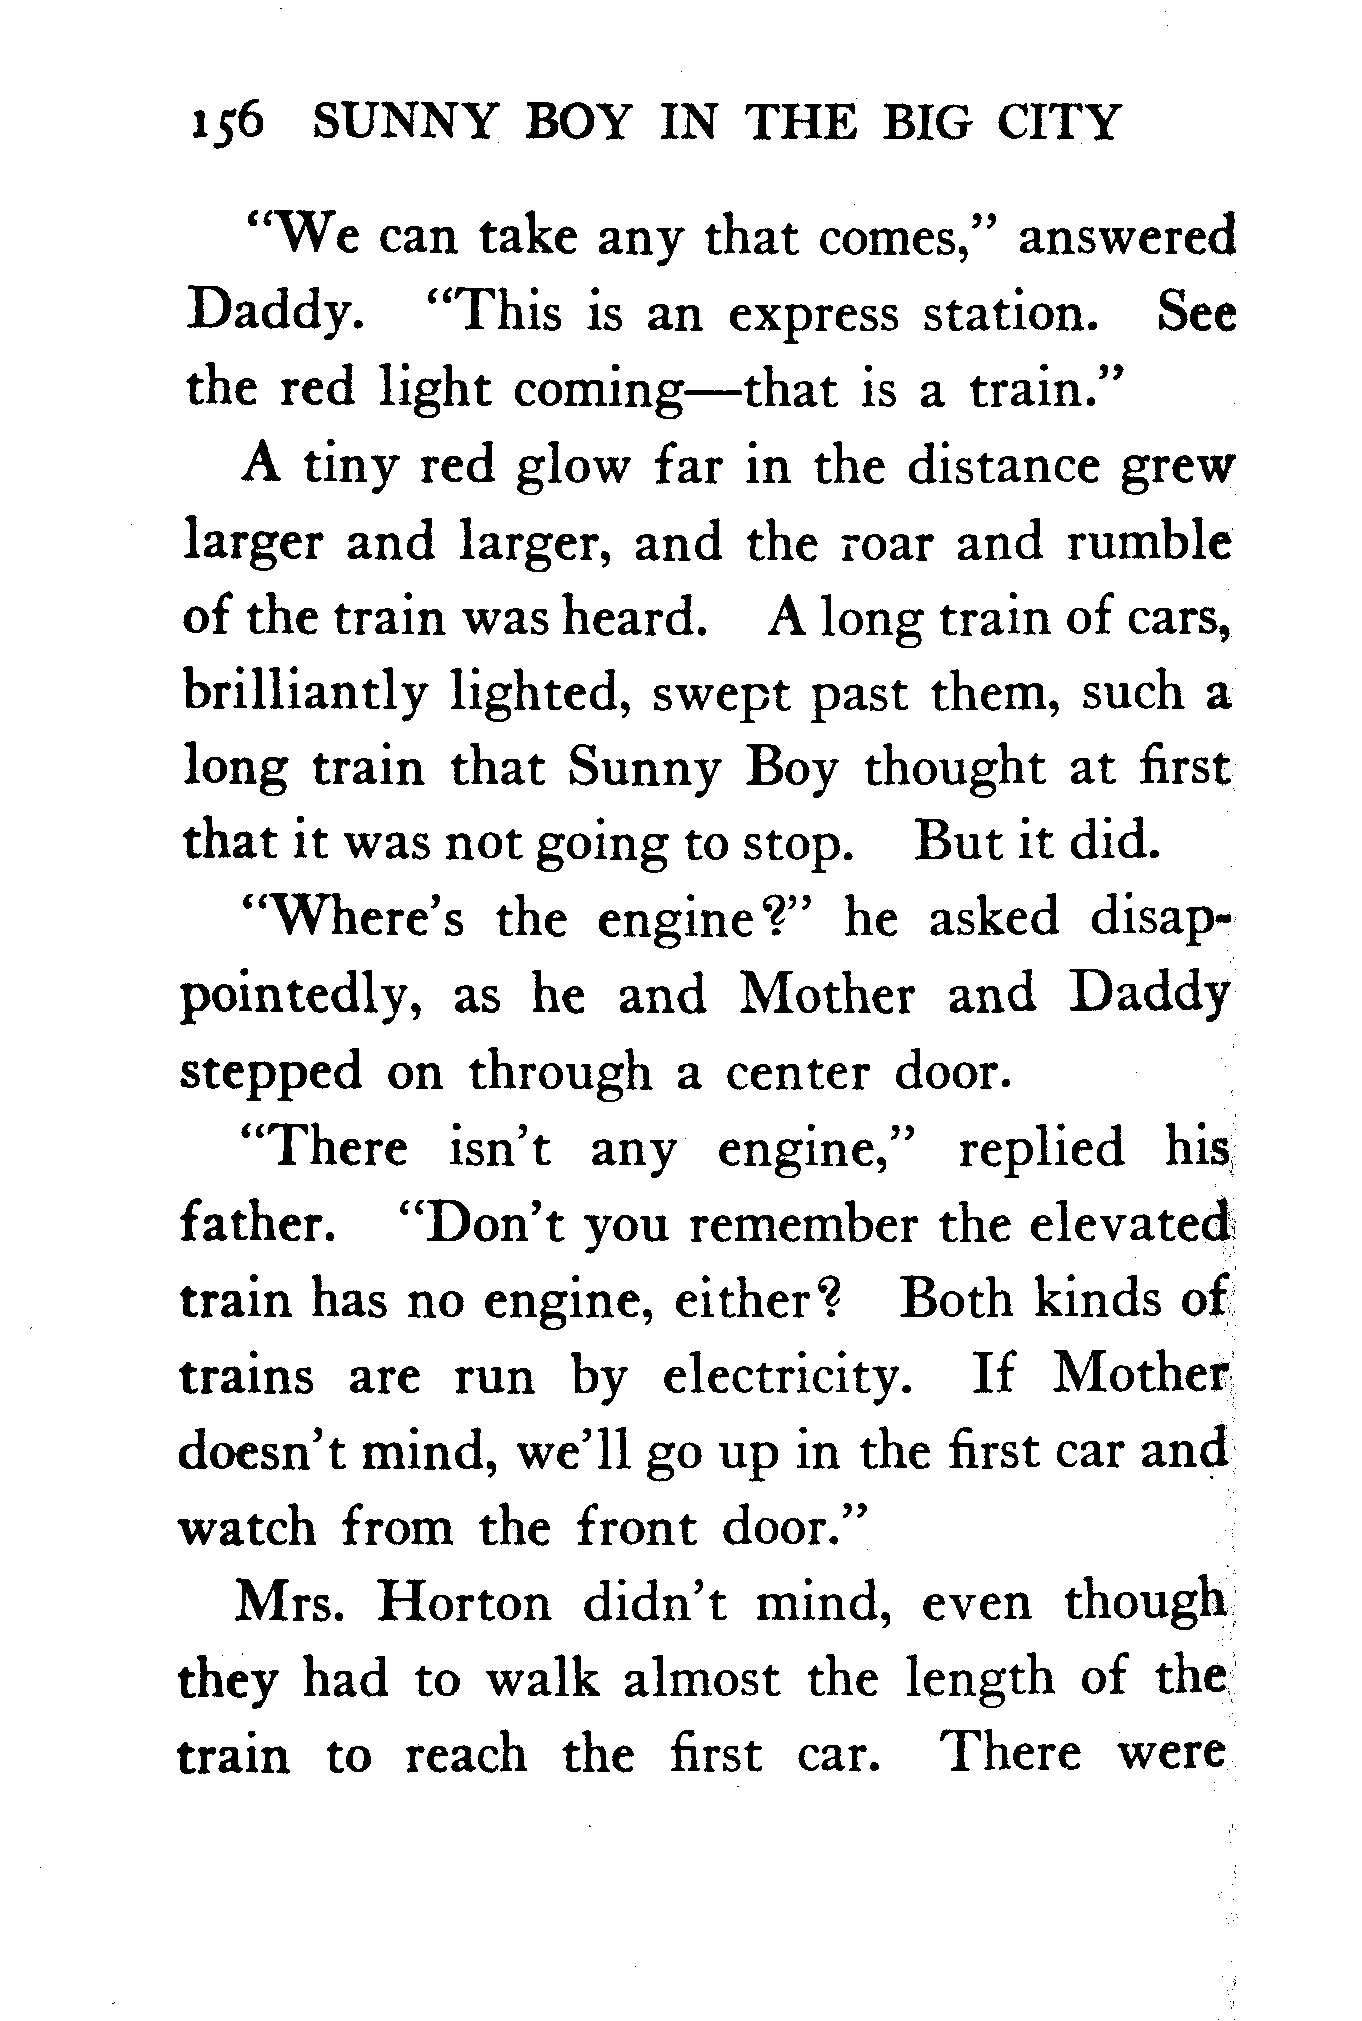 156 SUNNY BOY IN THE BIG CITY
"We can take any that comes," answered
Daddy. "This is an express station. See
the red light coming—that is a train."
A tiny red glow far in the distance grew
larger and larger, and the roar and rumble
of the train was heard. A long train of cars,
brilliantly lighted, swept past them, such a
long train that Sunny Boy thought at first
that it was not going to stop. But it did.
"Where's the engine?" he asked disap-
pointedly, as he and Mother and Daddy
stepped on through a center door.
"There isn't any engine," replied his
father. "Don't you remember the elevated
train has no engine, either? Both kinds of
trains are run by electricity. If Mother
doesn't mind, we'll go up in the first car and
watch from the front door."
Mrs. Horton didn't mind, even though
they had to walk almost the length of the
train to reach the first car. There were